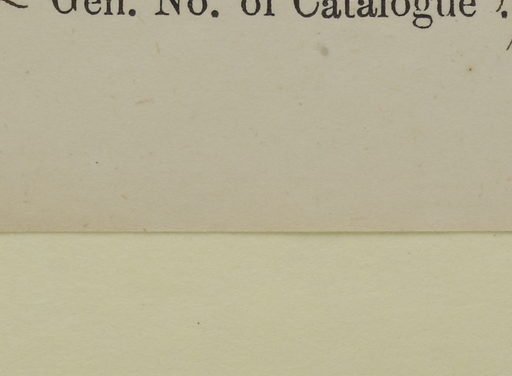 Gen. No. of Catalogue